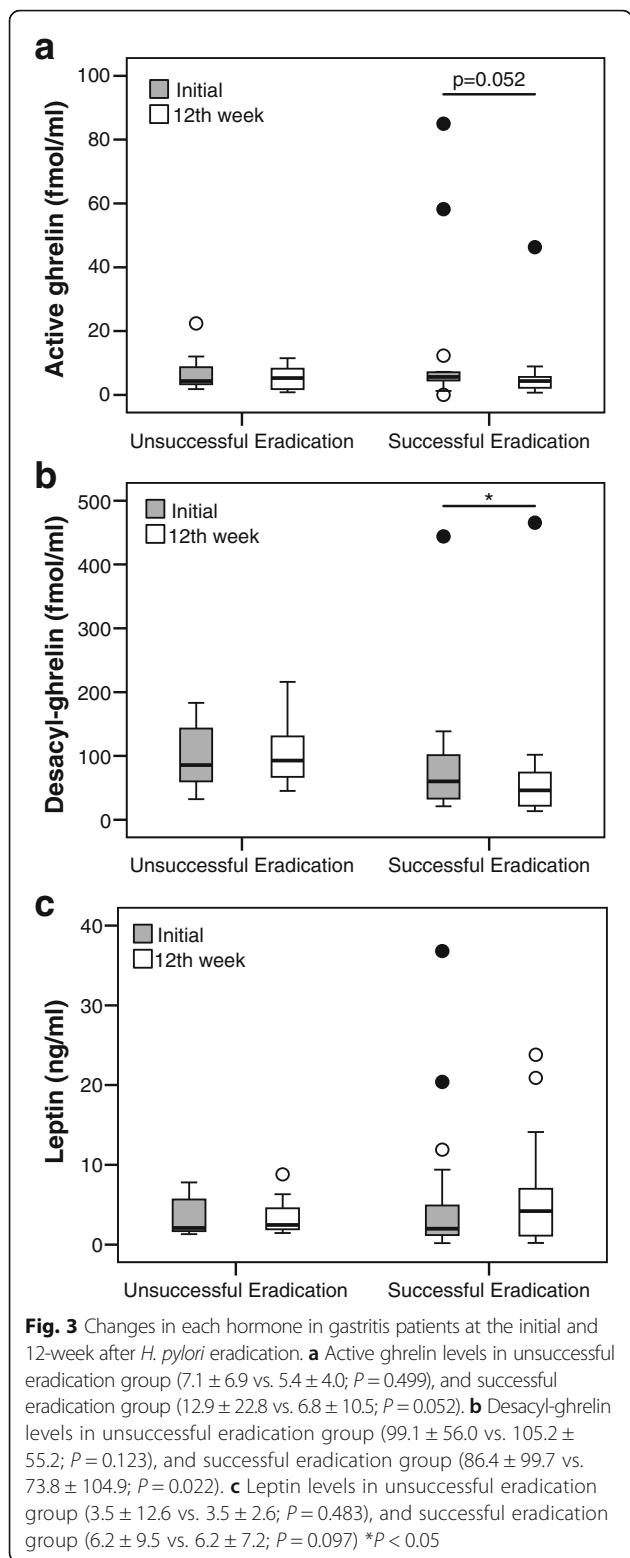 a
100
80
60
40
20
0
Active ghrelin (fmol/ml)
Initial
12th week
p=0.052
Unsuccessful Eradication
Successful Eradication
b
500
400
300
200
100
0
Desacyl-ghrelin (fmol/ml)
Initial
12th week
*
Unsuccessful Eradication
Successful Eradication
c
40
30
20
10
0
Leptin (ng/ml)
Initial
12th week
Unsuccessful Eradication
Successful Eradication
Fig. 3 Changes in each hormone in gastritis patients at the initial and
12-week after H. pylori eradication. a Active ghrelin levels in unsuccessful
eradication group (7.1 ± 6.9 vs. 5.4 ± 4.0; P = 0.499), and successful
eradication group (12.9 ± 22.8 vs. 6.8 ± 10.5; P = 0.052). b Desacyl-ghrelin
levels in unsuccessful eradication group (99.1 ± 56.0 vs. 105.2 ±
55.2; P = 0.123), and successful eradication group (86.4 ± 99.7 vs.
73.8 ± 104.9; P = 0.022). c Leptin levels in unsuccessful eradication
group (3.5 ± 12.6 vs. 3.5 ± 2.6; P = 0.483), and successful eradication
group (6.2 ± 9.5 vs. 6.2 ± 7.2; P = 0.097) *P < 0.05